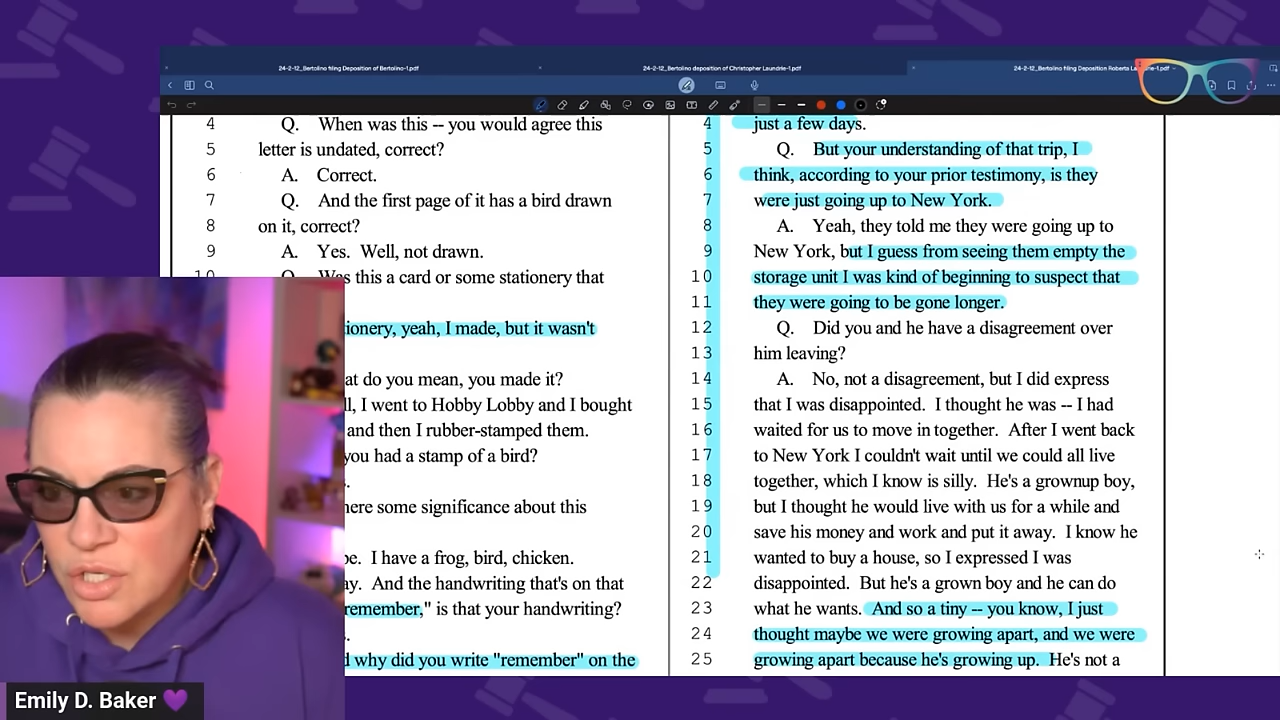 24-2-12_Bertolino filing Deposition of Bertolino-1.pdf
24-2-12_Bertolino deposition of Christopher Laundrie-1.pdf
24-2-12_Bertolino filing Deposition Roberta
4 Q. When was this -- you would agree this
5 letter is undated, correct?
6 A. Correct.
7 Q. And the first page of it has a bird drawn
8 on it, correct?
9 A. Yes. Well, not drawn.
10 Q. Was this a card or some stationery that
tionery, yeah, I made, but it wasn't
at do you mean, you made it?
ll, I went to Hobby Lobby and I bought
and then I rubber-stamped them.
you had a stamp of a bird?
here some significance about this
I have a frog, bird, chicken.
And the handwriting that's on that
remember," is that your handwriting?
why did you write "remember" on the
4 just a few days.
5 Q. But your understanding of that trip, I
6 think, according to your prior testimony, is they
7 were just going up to New York.
8 A. Yeah, they told me they were going up to
9 New York, but I guess from seeing them empty the
10 storage unit I was kind of beginning to suspect that
11 they were going to be gone longer.
12 Q. Did you and he have a disagreement over
13 him leaving?
14 A. No, not a disagreement, but I did express
15 that I was disappointed. I thought he was -- I had
16 waited for us to move in together. After I went back
17 to New York I couldn't wait until we could all live
18 together, which I know is silly. He's a grownup boy,
19 but I thought he would live with us for a while and
20 save his money and work and put it away. I know he
21 wanted to buy a house, so I expressed I was
22 disappointed. But he's a grown boy and he can do
23 what he wants. And so a tiny -- you know, I just
24 thought maybe we were growing apart, and we were
25 growing apart because he's growing up. He's not a
Emily D. Baker 💜